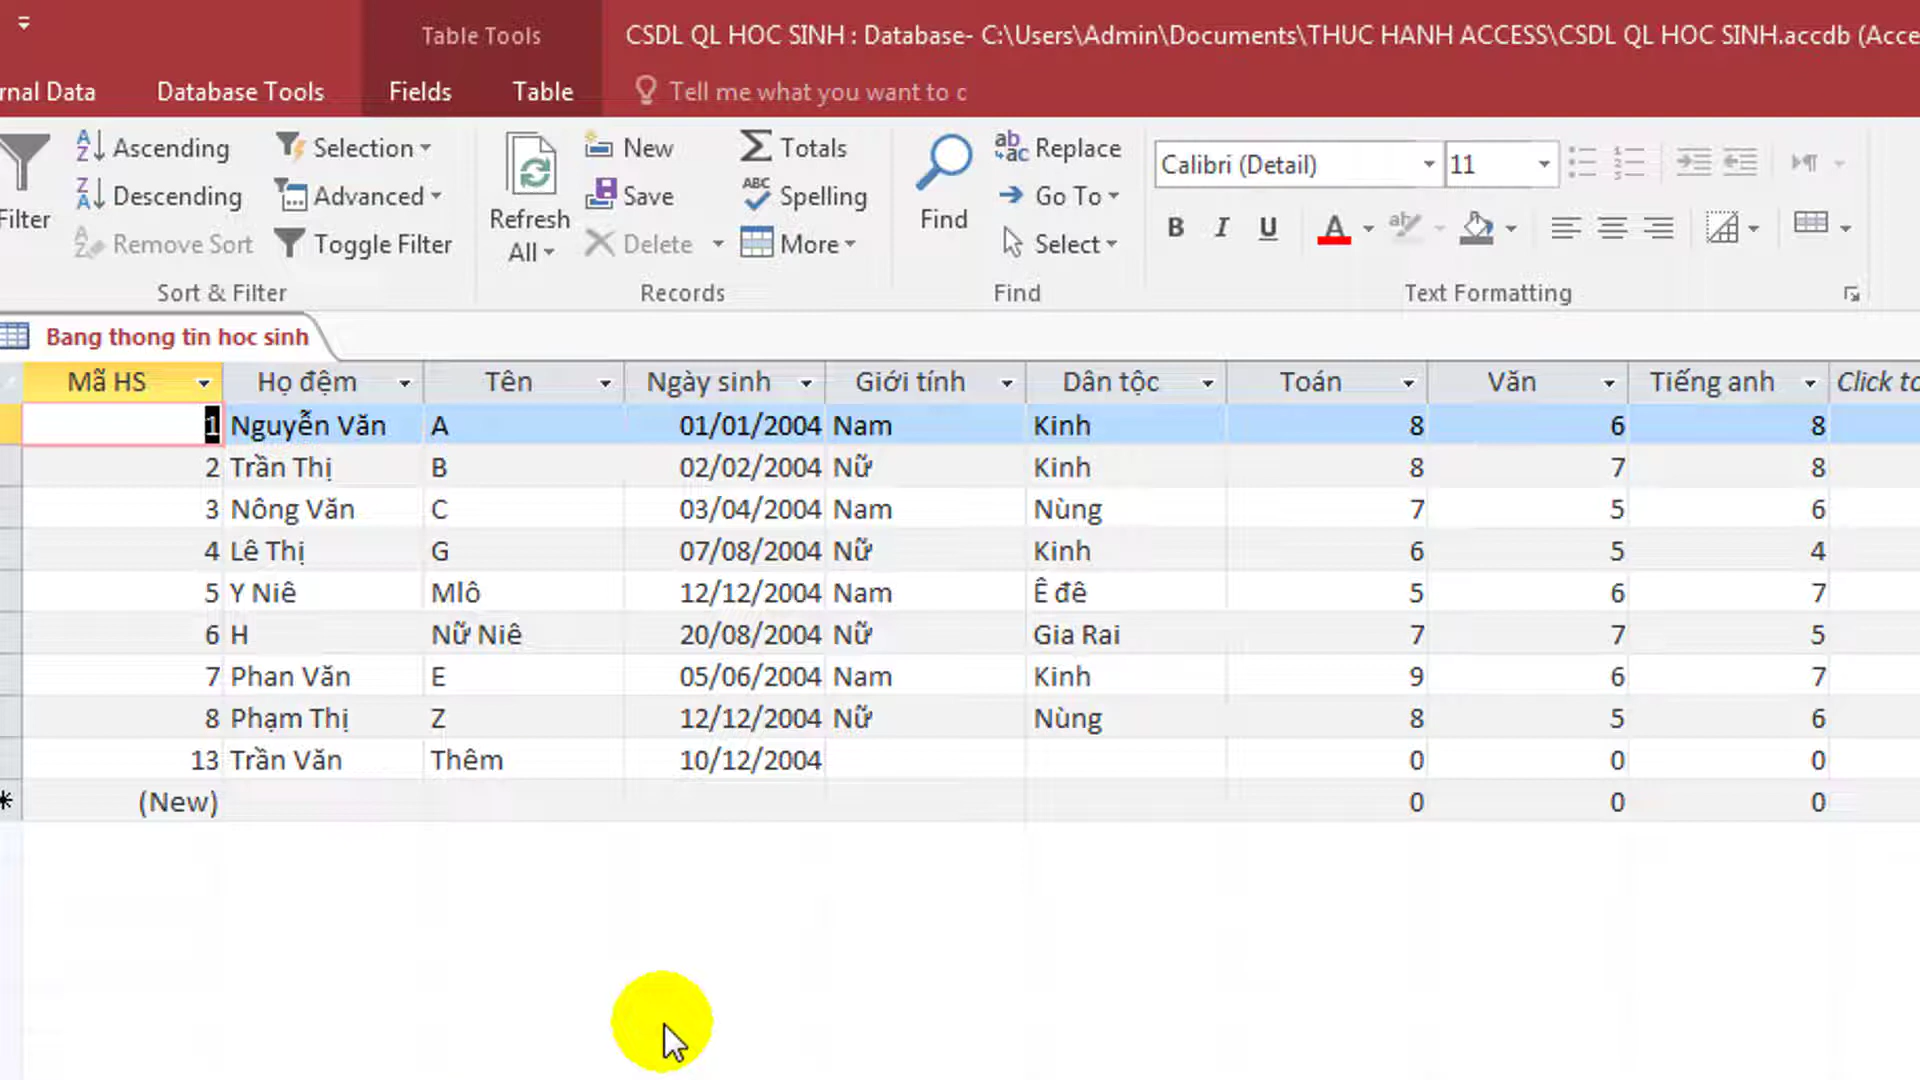 Table Tools
CSDL QL HOC SINH : Database- C:\Users\Admin\Documents\THUC HANH ACCESS\CSDL QL HOC SINH.accdb (Acce
rnal Data Database Tools Fields Table Tell me what you want to c
Filter Ascending Selection New Totals Replace Calibri (Detail) 11
Descending Advanced Refresh All Save Spelling Find Go To B I U A
Remove Sort Toggle Filter Delete More Select
Sort & Filter Records Find Text Formatting
Bang thong tin hoc sinh
Mã HS Họ đệm Tên Ngày sinh Giới tính Dân tộc Toán Văn Tiếng anh Click to
1 Nguyễn Văn A 01/01/2004 Nam Kinh 8 6 8
2 Trần Thị B 02/02/2004 Nữ Kinh 8 7 8
3 Nông Văn C 03/04/2004 Nam Nùng 7 5 6
4 Lê Thị G 07/08/2004 Nữ Kinh 6 5 4
5 Y Niê Mlô 12/12/2004 Nam Ê đê 5 6 7
6 H Nữ Niê 20/08/2004 Nữ Gia Rai 7 7 5
7 Phan Văn E 05/06/2004 Nam Kinh 9 6 7
8 Phạm Thị Z 12/12/2004 Nữ Nùng 8 5 6
13 Trần Văn Thêm 10/12/2004 0 0 0
(New) 0 0 0